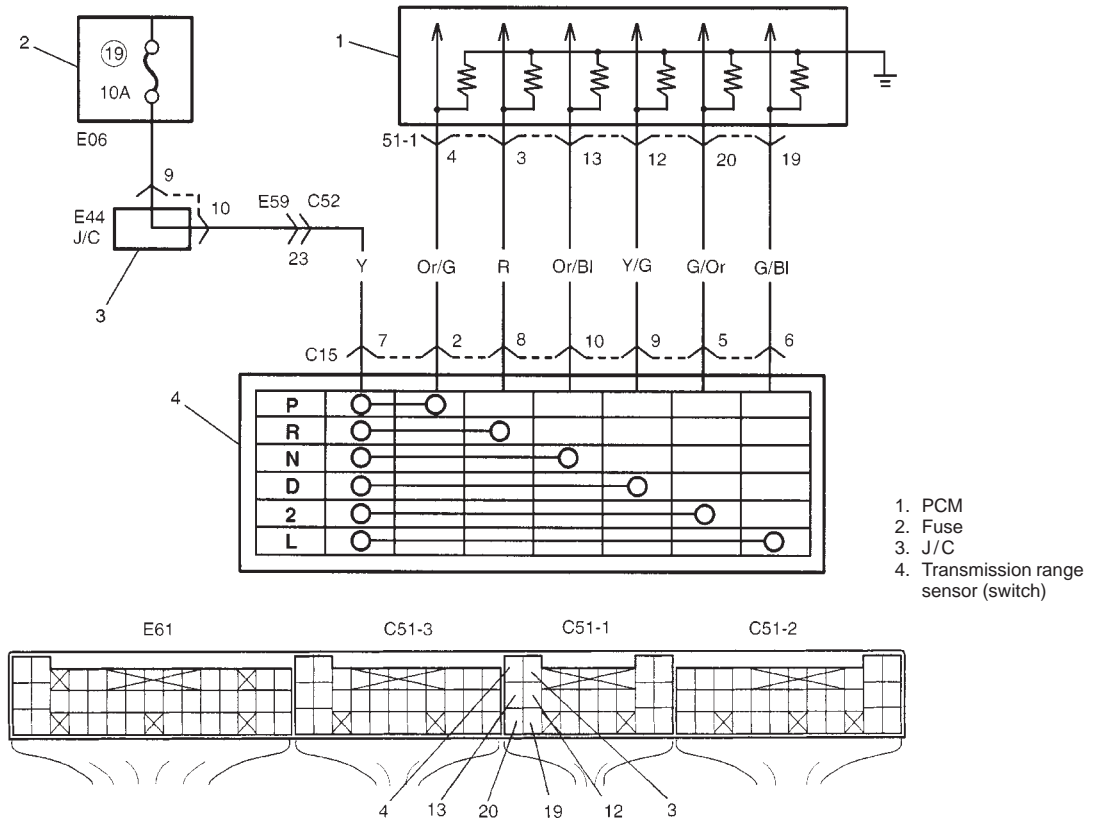 2
19
10A
E06
9
10
E44
J/C
E59 C52
23
3
1
51-1 4 3 13 12 20 19
Y Or/G R Or/Bl Y/G G/Or G/Bl
C15 7 2 8 10 9 5 6
4
P
R
N
D
2
L
1. PCM
2. Fuse
3. J/C
4. Transmission range
sensor (switch)
E61 C51-3 C51-1 C51-2
4 13 20 19 12 3